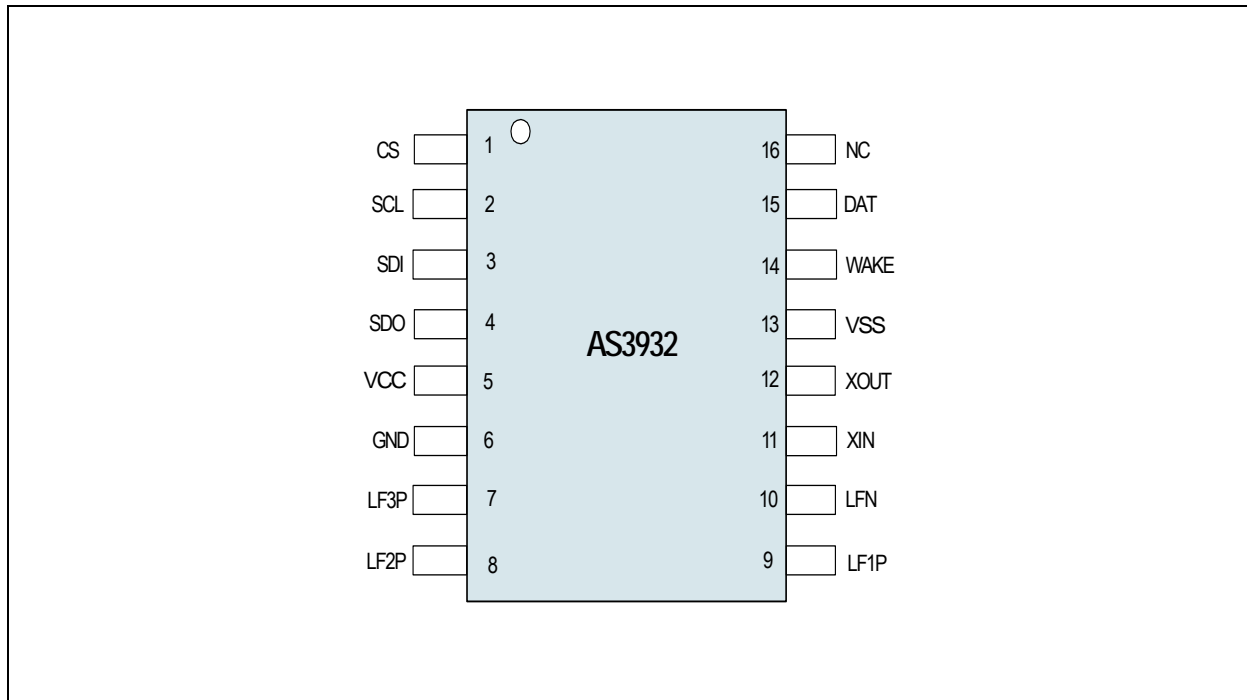 CS 1 16 NC
SCL 2 15 DAT
SDI 3 14 WAKE
SDO 4 13 VSS
AS3932
VCC 5 12 XOUT
GND 6 11 XIN
LF3P 7 10 LFN
LF2P 8 9 LF1P